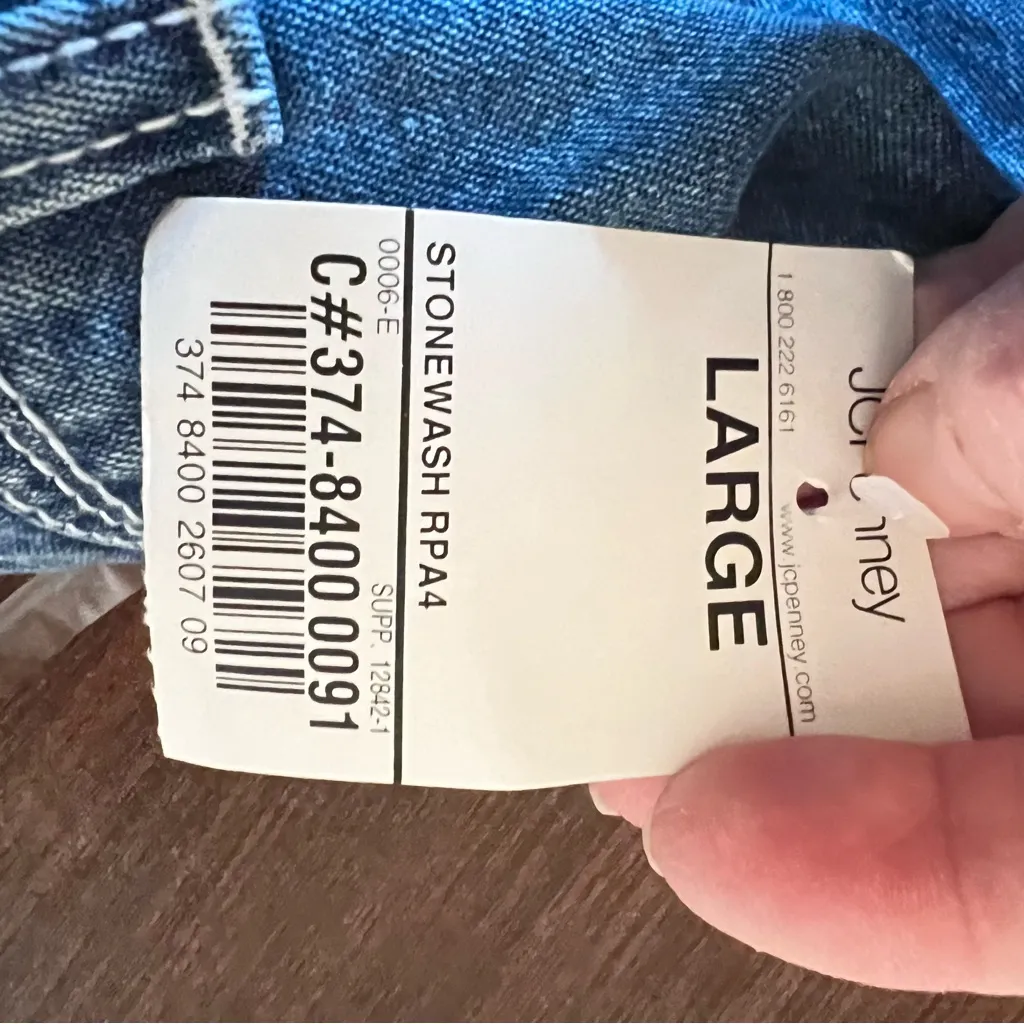 1 800 222 6161 www.jcpenney.com
LARGE
STONEWASH RPA4
0006-E SUPP. 12842-1
C#374-8400 0091
374 8400 2607 09